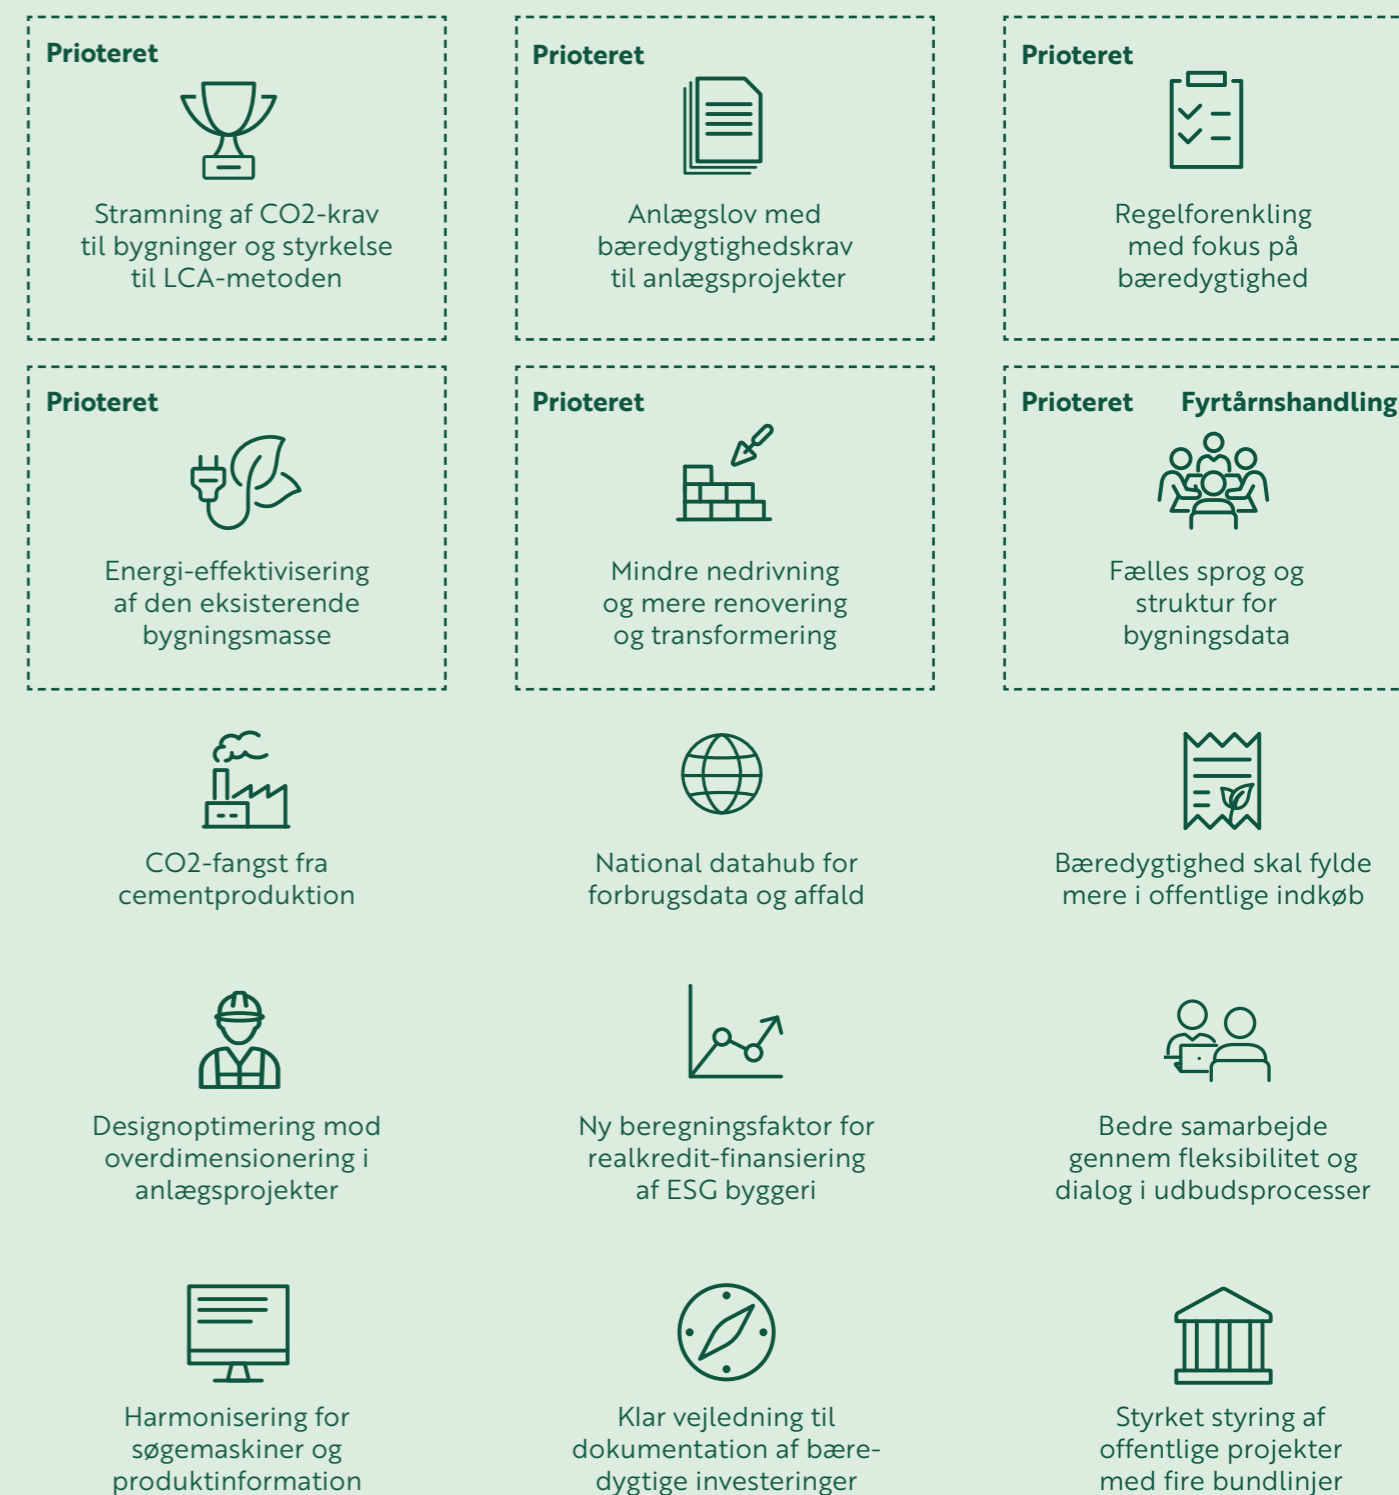 Prioteret
Stramning af CO2-krav
til bygninger og styrkelse
til LCA-metoden
Prioteret
Anlægslov med
bæredygtighedskrav
til anlægsprojekter
Prioteret
Regelforenkling
med fokus på
bæredygtighed
Prioteret
Energi-effektivisering
af den eksisterende
bygningsmasse
Prioteret
Mindre nedrivning
og mere renovering
og transformering
Prioteret Fyrtårnshandling
Fælles sprog og
struktur for
bygningsdata
CO2-fangst fra
cementproduktion
National datahub for
forbrugsdata og affald
Bæredygtighed skal fylde
mere i offentlige indkøb
Designoptimering mod
overdimensionering i
anlægsprojekter
Ny beregningsfaktor for
realkredit-finansiering
af ESG byggeri
Bedre samarbejde
gennem fleksibilitet og
dialog i udbudsprocesser
Harmonisering for
søgemaskiner og
produktinformation
Klar vejledning til
dokumentation af bære-
dygtige investeringer
Styrket styring af
offentlige projekter
med fire bundlinjer